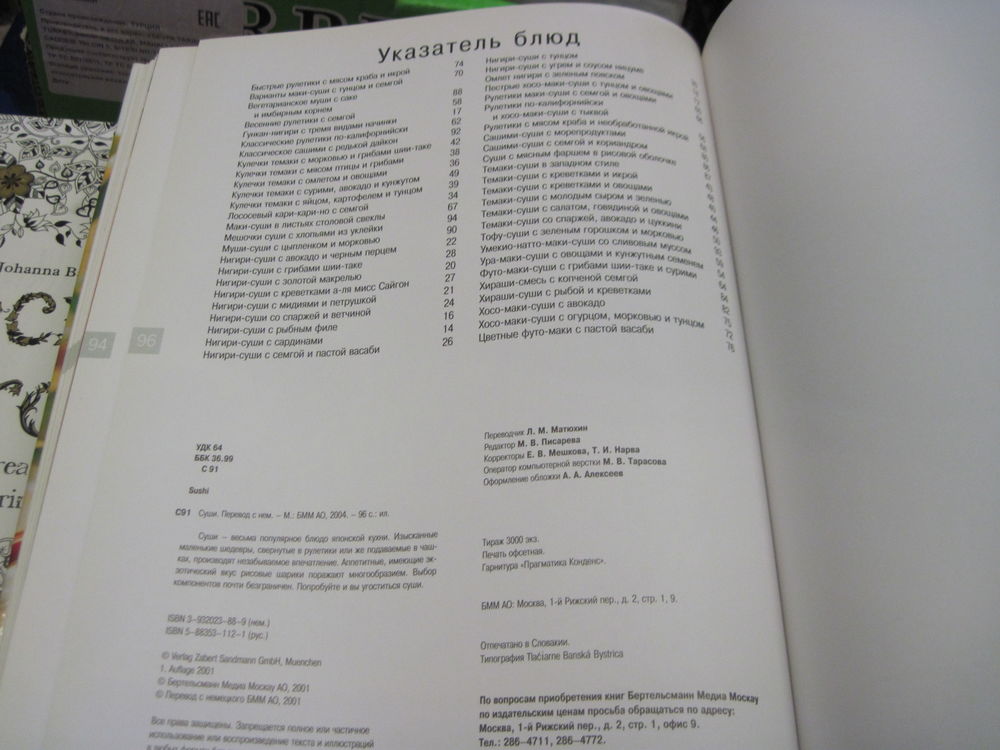 EAC
Johanna B
94
96
Указатель блюд
Быстрые рулетики с мясом краба и икрой 74
Варианты маки-суши с тунцом и семгой 70
Вегетарианское муши с саке
и имбирным корнем 88
Весенние рулетики с семгой 58
Гункан-нигири с тремя видами начинки 17
Классические рулетики по-калифорнийски 62
Классическое сашими с редькой дайкон 92
Кулечки темаки с морковью и грибами шии-таке 42
Кулечки темаки с мясом птицы и грибами 38
Кулечки темаки с омлетом и овощами 36
Кулечки темаки с сурими, авокадо и кунжутом 49
Кулечки темаки с яйцом, картофелем и тунцом 39
Лососевый кари-кари-но с семгой 34
Маки-суши в листьях столовой свеклы 67
Мешочки суши с хлопьями из уклейки 94
Муши-суши с цыпленком и морковью 90
Нигири-суши с авокадо и черным перцем 22
Нигири-суши с грибами шии-таке 28
Нигири-суши с золотой макрелью 20
Нигири-суши с креветками а-ля мисс Сайгон 27
Нигири-суши с мидиями и петрушкой 21
Нигири-суши со спаржей и ветчиной 24
Нигири-суши с рыбным филе 16
Нигири-суши с сардинами 14
Нигири-суши с семгой и пастой васаби 26
Нигири-суши с тунцом
Нигири-суши с угрем и соусом ницуме
Омлет нигири с зеленым пояском
Пестрые хосо-маки-суши с тунцом и овощами
Рулетики маки-суши с семгой и овощами
Рулетики по-калифорнийски
и хосо-маки-суши с тыквой
Рулетики с мясом краба и необработанной икрой
Сашими-суши с морепродуктами
Сашими-суши с семгой и кориандром
Суши с мясным фаршем в рисовой оболочке
Темаки-суши в западном стиле
Темаки-суши с креветками и икрой
Темаки-суши с креветками и овощами
Темаки-суши с молодым сыром и зеленью
Темаки-суши с салатом, говядиной и овощами
Темаки-суши со спаржей, авокадо и цуккини
Тофу-суши с зеленым горошком и морковью
Умекио-натто-маки-суши со сливовым муссом
Ура-маки-суши с овощами и кунжутным семенем
Футо-маки-суши с грибами шии-таке и сурими
Хираши-смесь с копченой семгой
Хираши-суши с рыбой и креветками
Хосо-маки-суши с авокадо
Хосо-маки-суши с огурцом, морковью и тунцом 72
Цветные футо-маки с пастой васаби 78
УДК 64
ББК 36.99
С 91
Sushi
С91 Суши. Перевод с нем. – М.: БММ АО, 2004. – 96 с.: ил.
Суши – весьма популярное блюдо японской кухни. Изысканные
маленькие шедевры, свернутые в рулетики или же подаваемые в чаш-
ках, производят незабываемое впечатление. Аппетитные, имеющие эк-
зотический вкус рисовые шарики поражают многообразием. Выбор
компонентов почти безграничен. Попробуйте и вы угоститься суши.
ISBN 3-932023-88-9 (нем.)
ISBN 5-88353-112-1 (рус.)
© Verlag Zabert Sandmann GmbH, Muenchen
1. Auflage 2001
© Бертельсманн Медиа Москау АО, 2001
© Перевод с немецкого БММ АО, 2001
Все права защищены. Запрещается полное или частичное
использование или воспроизведение текста и иллюстраций
Переводчик Л. М. Матюхин
Редактор М. В. Писарева
Корректоры Е. В. Мешкова, Т. И. Нарва
Оператор компьютерной верстки М. В. Тарасова
Оформление обложки А. А. Алексеев
Тираж 3000 экз.
Печать офсетная.
Гарнитура «Прагматика Конденс».
БММ АО: Москва, 1-й Рижский пер., д. 2, стр. 1, 9.
Отпечатано в Словакии.
Типография Tlačiarne Banská Bystrica
По вопросам приобретения книг Бертельсманн Медиа Москау
по издательским ценам просьба обращаться по адресу:
Москва, 1-й Рижский пер., д. 2, стр. 1, офис 9.
Тел.: 286-4711, 286-4772.